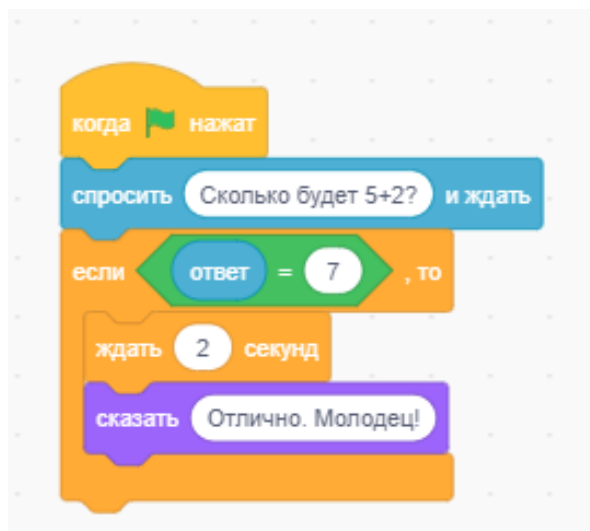 когда нажат
спросить Сколько будет 5+2? и ждать
если ответ = 7 , то
ждать 2 секунд
сказать Отлично. Молодец!